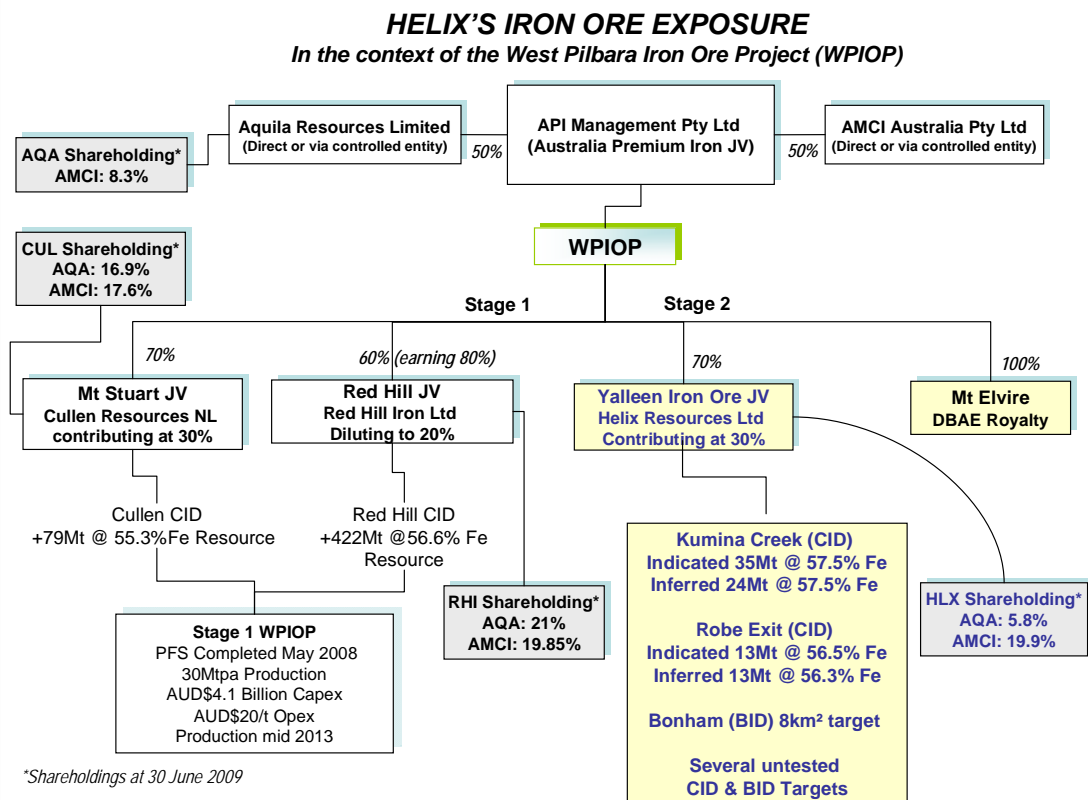 HELIX'S IRON ORE EXPOSURE
In the context of the West Pilbara Iron Ore Project (WPIOP)
Aquila Resources Limited
(Direct or via controlled entity)
50%
API Management Pty Ltd
(Australia Premium Iron JV)
50%
AMCI Australia Pty Ltd
(Direct or via controlled entity)
AQA Shareholding*
AMCI: 8.3%
CUL Shareholding*
AQA: 16.9%
AMCI: 17.6%
WPIOP
Stage 1
Stage 2
70%
60% (earning 80%)
70%
100%
Mt Stuart JV
Cullen Resources NL
contributing at 30%
Red Hill JV
Red Hill Iron Ltd
Diluting to 20%
Yalleen Iron Ore JV
Helix Resources Ltd
Contributing at 30%
Mt Elvire
DBAE Royalty
Cullen CID
+79Mt @ 55.3%Fe Resource
Red Hill CID
+422Mt @56.6% Fe
Resource
Stage 1 WPIOP
PFS Completed May 2008
30Mtpa Production
AUD$4.1 Billion Capex
AUD$20/t Opex
Production mid 2013
RHI Shareholding*
AQA: 21%
AMCI: 19.85%
Kumina Creek (CID)
Indicated 35Mt @ 57.5% Fe
Inferred 24Mt @ 57.5% Fe
Robe Exit (CID)
Indicated 13Mt @ 56.5% Fe
Inferred 13Mt @ 56.3% Fe
Bonham (BID) 8km² target
Several untested
CID & BID Targets
HLX Shareholding*
AQA: 5.8%
AMCI: 19.9%
*Shareholdings at 30 June 2009